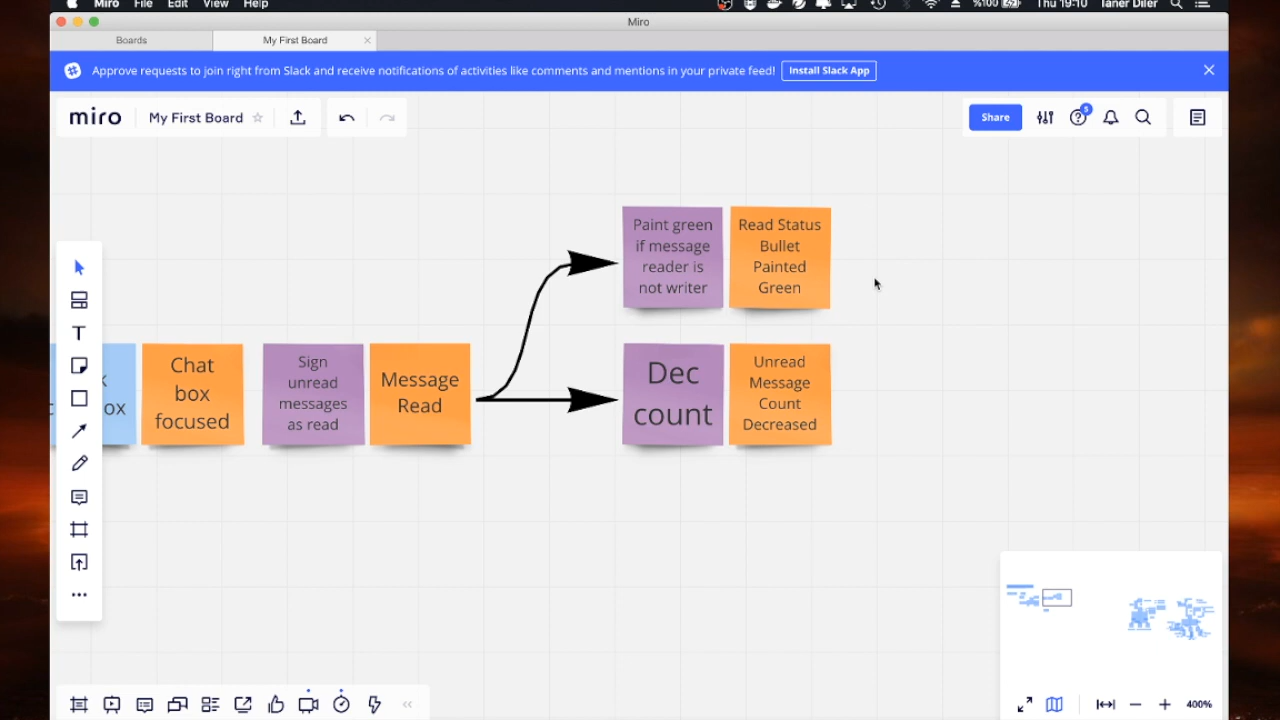 Miro File Edit View Help
%100 Thu 19:10 Taner Diler
Miro
Boards
My First Board
Approve requests to join right from Slack and receive notifications of activities like comments and mentions in your private feed!
Install Slack App
miro
My First Board
Share
5
Paint green
if message
reader is
not writer
Read Status
Bullet
Painted
Green
ox
Chat
box
focused
Sign
unread
messages
as read
Message
Read
Dec
count
Unread
Message
Count
Decreased
400%